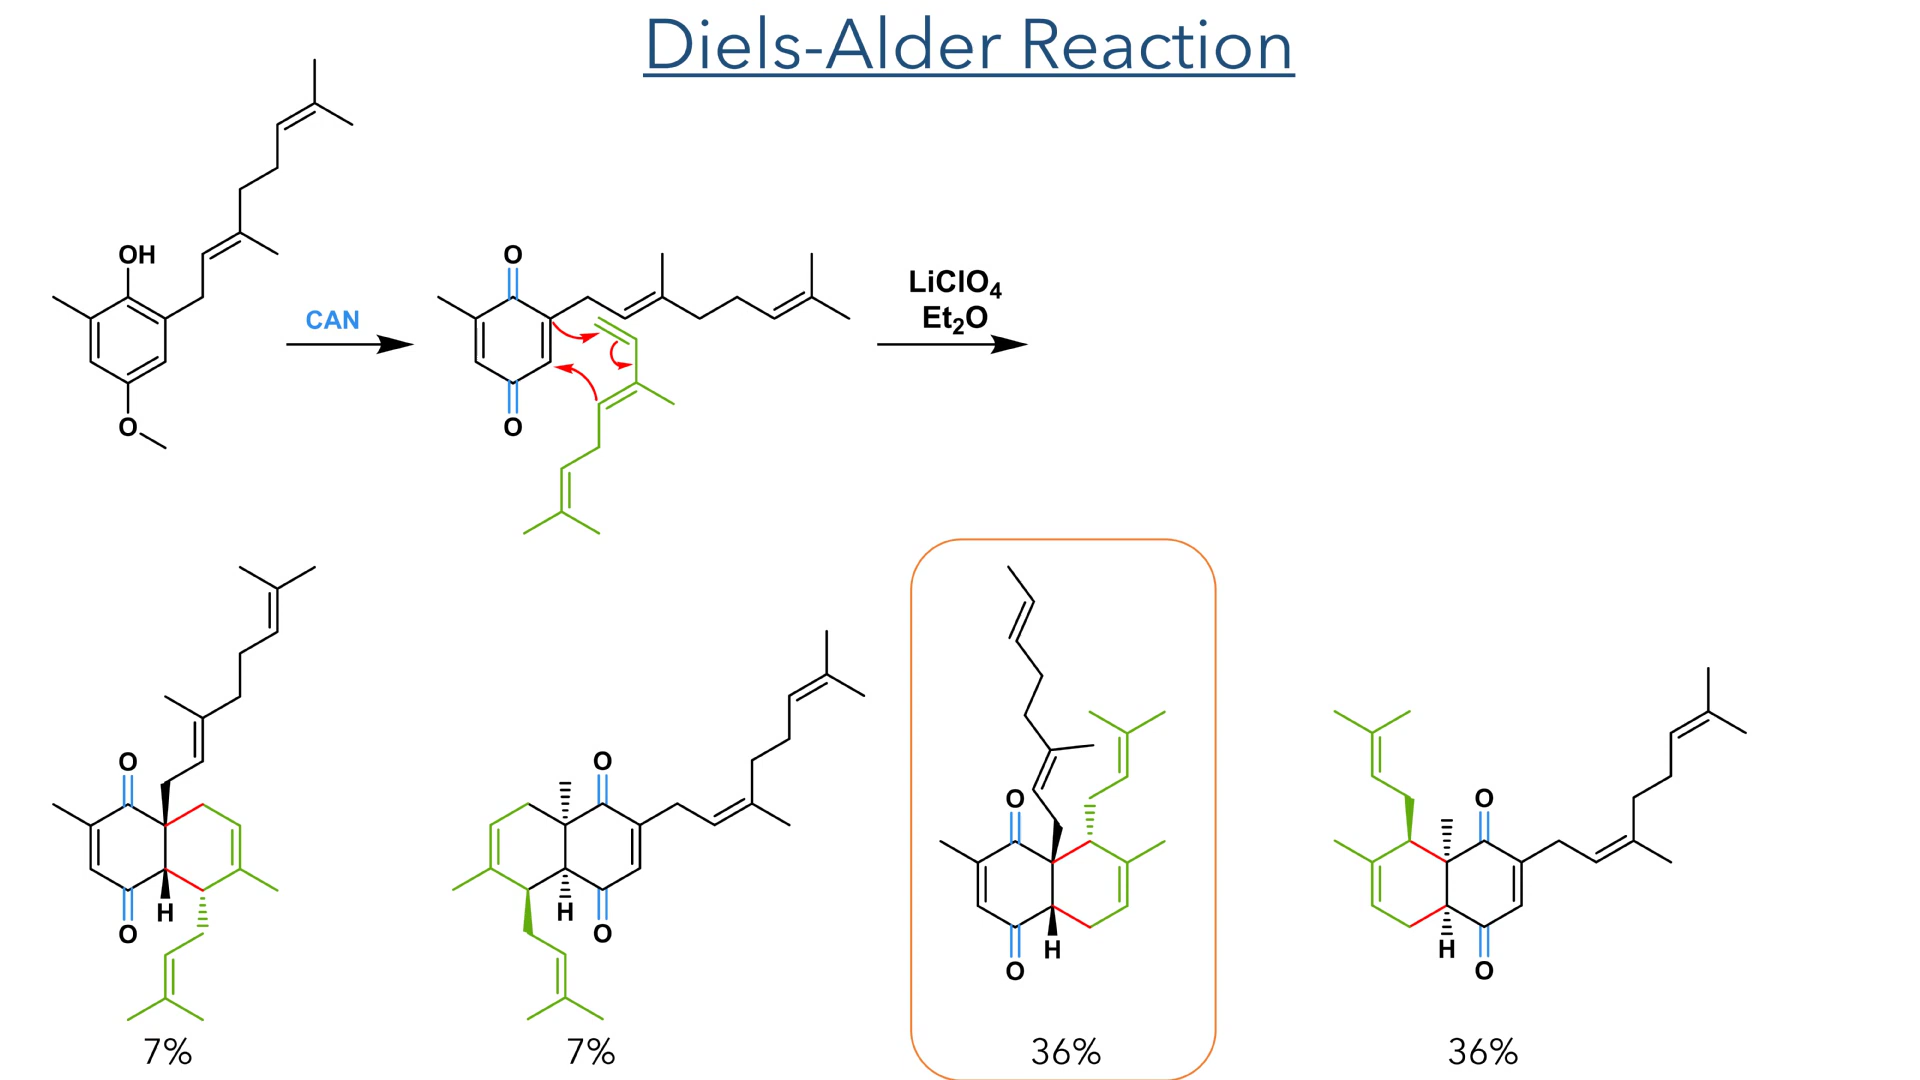 Diels-Alder Reaction
OH
O
CAN
O
O
LiClO₄
Et₂O
O
O
H
7%
O
O
H
7%
O
O
H
36%
O
O
H
36%